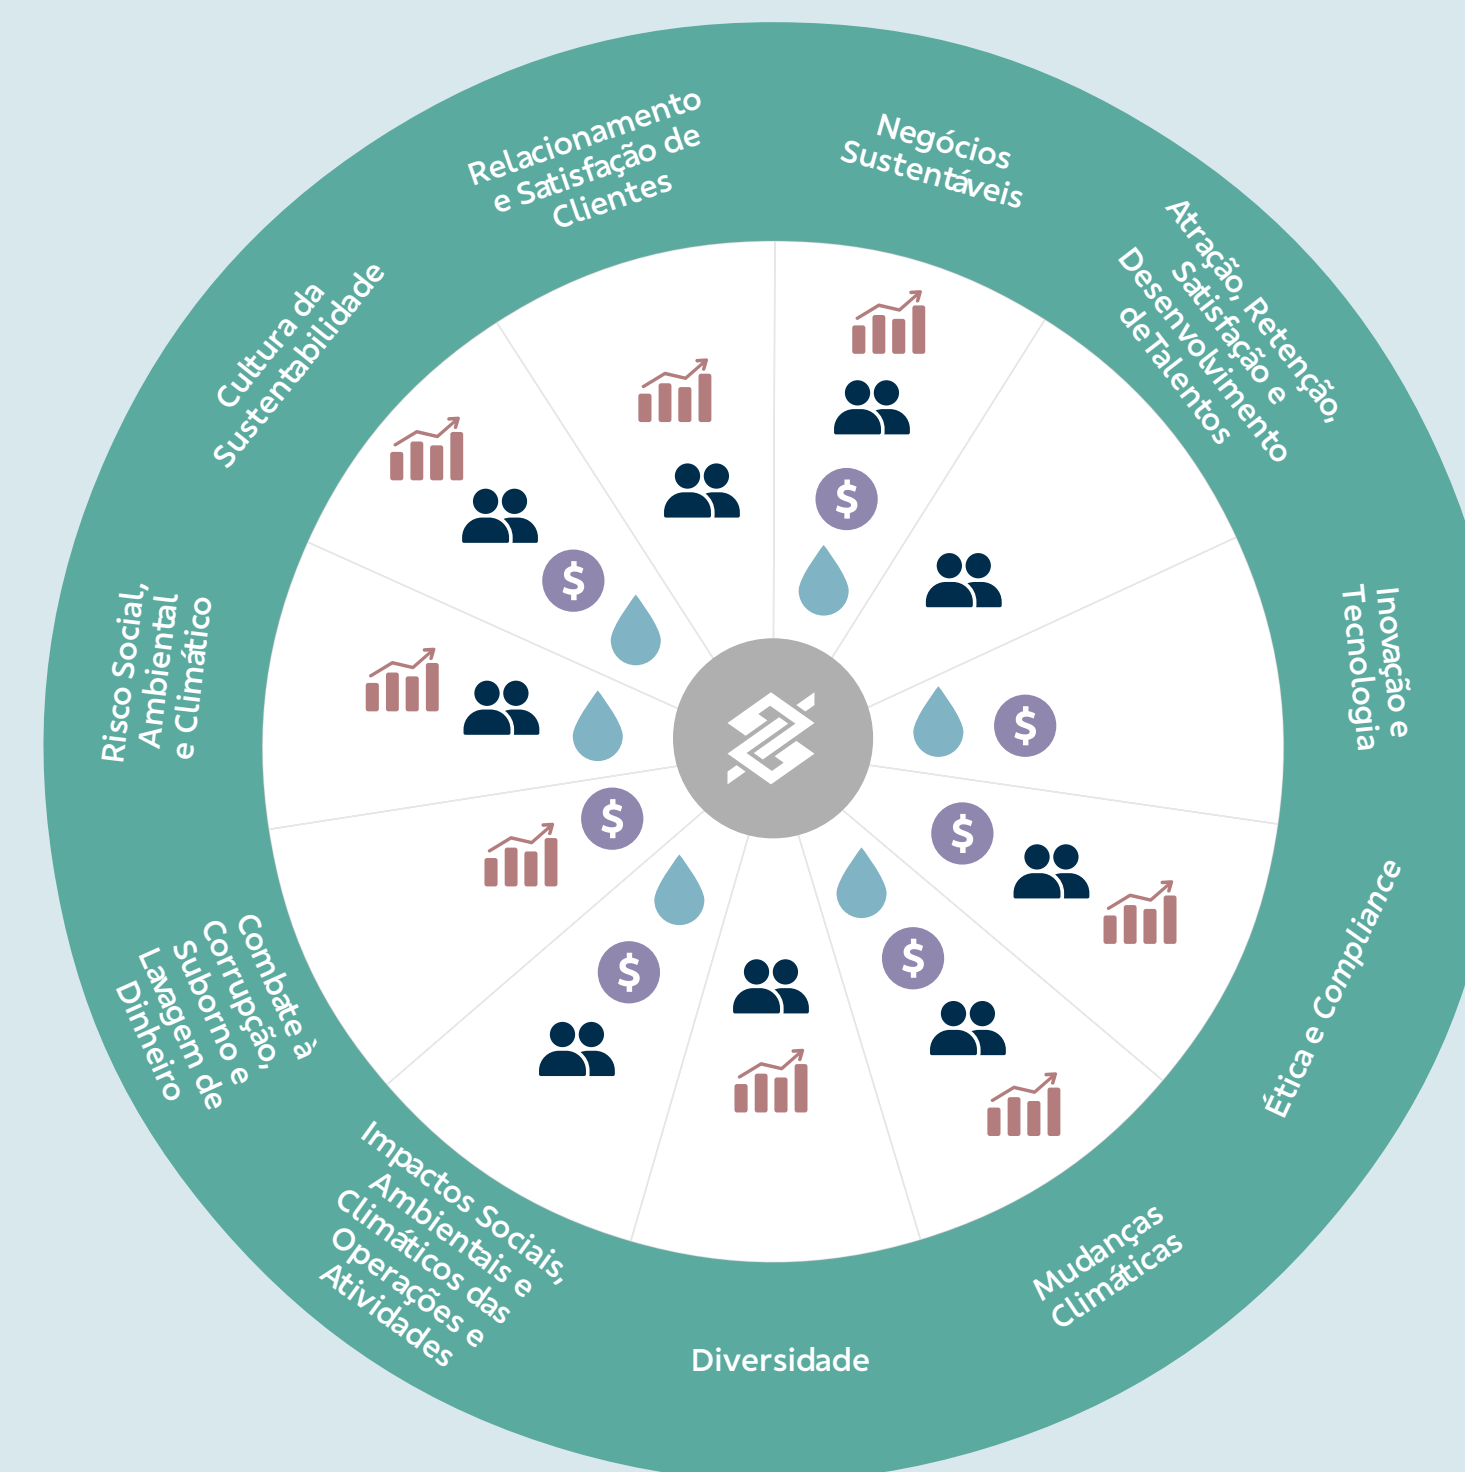 Relacionamento
e Satisfação de
Clientes
Negócios
Sustentáveis
Atração, Retenção,
Satisfação e
Desenvolvimento
deTalentos
Inovação e
Tecnologia
Ética e Compliance
Mudanças
Climáticas
Diversidade
Impactos Sociais,
Ambientais e
Climáticos das
Operações e
Atividades
Combate à
Corrupção,
Suborno e
Lavagem de
Dinheiro
Risco Social,
Ambiental
e Climático
Cultura da
Sustentabilidade
$
$
$
$
$
$
$